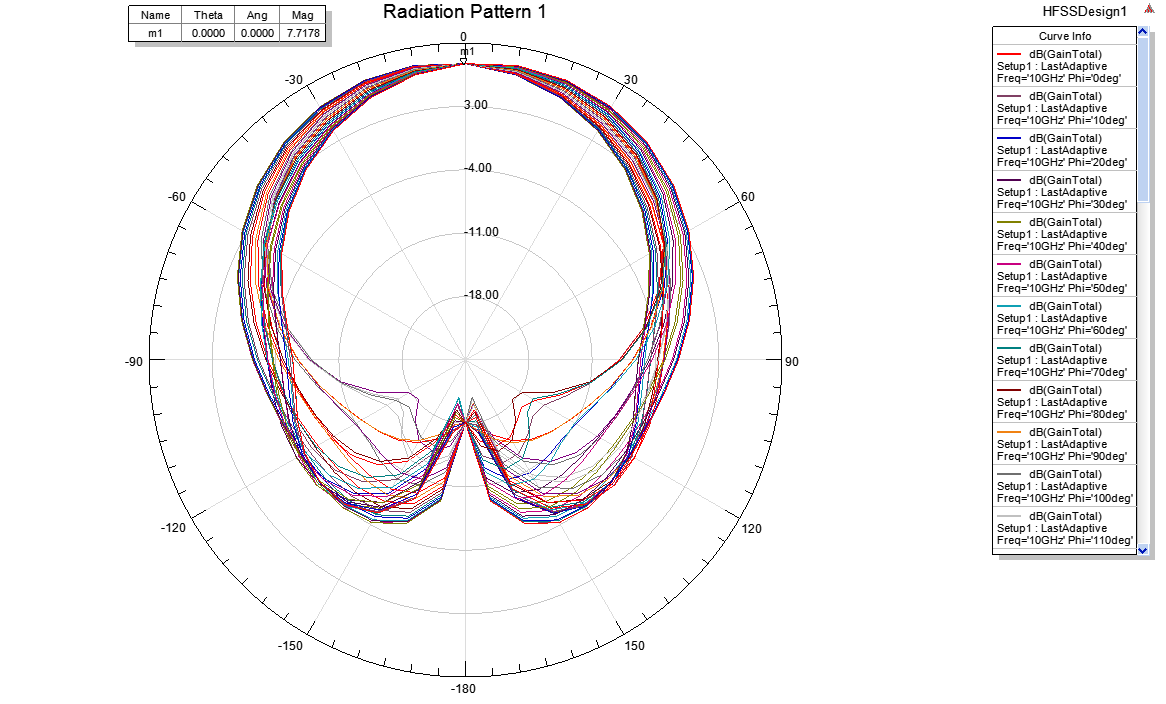 Radiation Pattern 1
HFSSDesign1
Name Theta Ang Mag
m1 0.0000 0.0000 7.7178
0
m1
-30
30
3.00
-60
60
-4.00
-11.00
-18.00
-90
90
-120
120
-150
150
-180
Curve Info
dB(GainTotal)
Setup1 : LastAdaptive
Freq='10GHz' Phi='0deg'
dB(GainTotal)
Setup1 : LastAdaptive
Freq='10GHz' Phi='10deg'
dB(GainTotal)
Setup1 : LastAdaptive
Freq='10GHz' Phi='20deg'
dB(GainTotal)
Setup1 : LastAdaptive
Freq='10GHz' Phi='30deg'
dB(GainTotal)
Setup1 : LastAdaptive
Freq='10GHz' Phi='40deg'
dB(GainTotal)
Setup1 : LastAdaptive
Freq='10GHz' Phi='50deg'
dB(GainTotal)
Setup1 : LastAdaptive
Freq='10GHz' Phi='60deg'
dB(GainTotal)
Setup1 : LastAdaptive
Freq='10GHz' Phi='70deg'
dB(GainTotal)
Setup1 : LastAdaptive
Freq='10GHz' Phi='80deg'
dB(GainTotal)
Setup1 : LastAdaptive
Freq='10GHz' Phi='90deg'
dB(GainTotal)
Setup1 : LastAdaptive
Freq='10GHz' Phi='100deg'
dB(GainTotal)
Setup1 : LastAdaptive
Freq='10GHz' Phi='110deg'